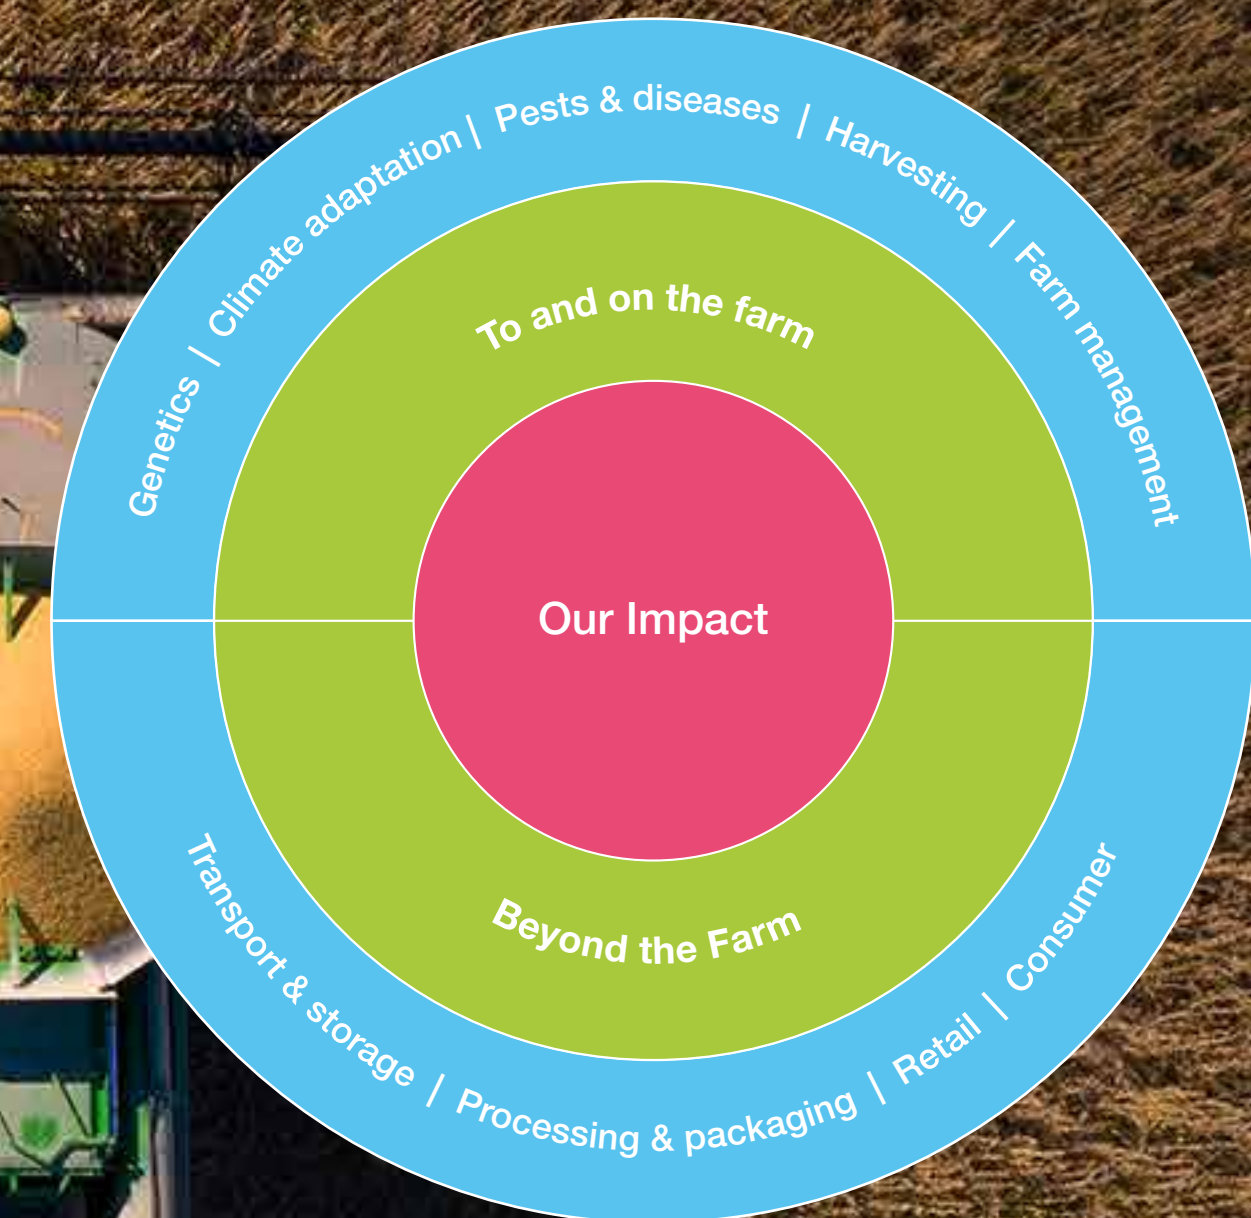 Genetics | Climate adaptation | Pests & diseases | Harvesting | Farm management
To and on the farm
Our Impact
Beyond the Farm
Transport & storage | Processing & packaging | Retail | Consumer